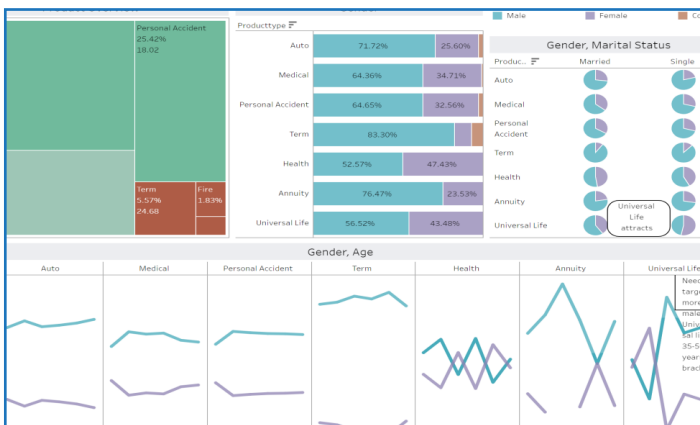 Personal Accident
25.42%
18.02
Term
5.57%
24.68
Fire
1.83%
Producttype
Auto
71.72%
25.60%
Medical
64.36%
34.71%
Personal Accident
64.65%
32.56%
Term
83.30%
Health
52.57%
47.43%
Annuity
76.47%
23.53%
Universal Life
56.52%
43.48%
Male
Female
Gender, Marital Status
Produc..
Married
Single
Auto
Medical
Personal
Accident
Term
Health
Annuity
Universal Life
Universal
Life
attracts
Gender, Age
Auto
Medical
Personal Accident
Term
Health
Annuity
Universal Life